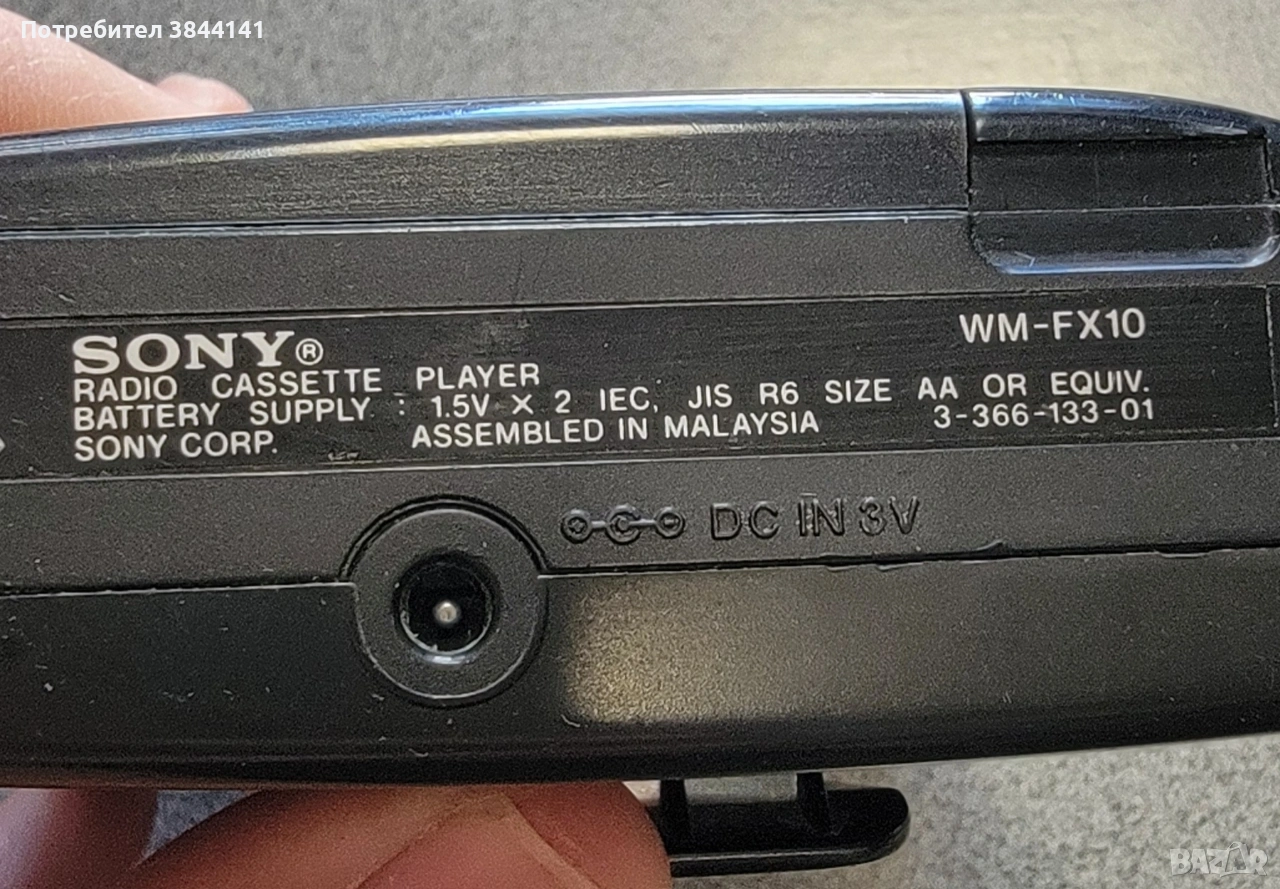 Потребител 3844141
SONY®
WM-FX10
RADIO CASSETTE PLAYER
BATTERY SUPPLY : 1.5V X 2 IEC, JIS R6 SIZE AA OR EQUIV.
SONY CORP. ASSEMBLED IN MALAYSIA 3-366-133-01
DC IN 3V
BAZAR